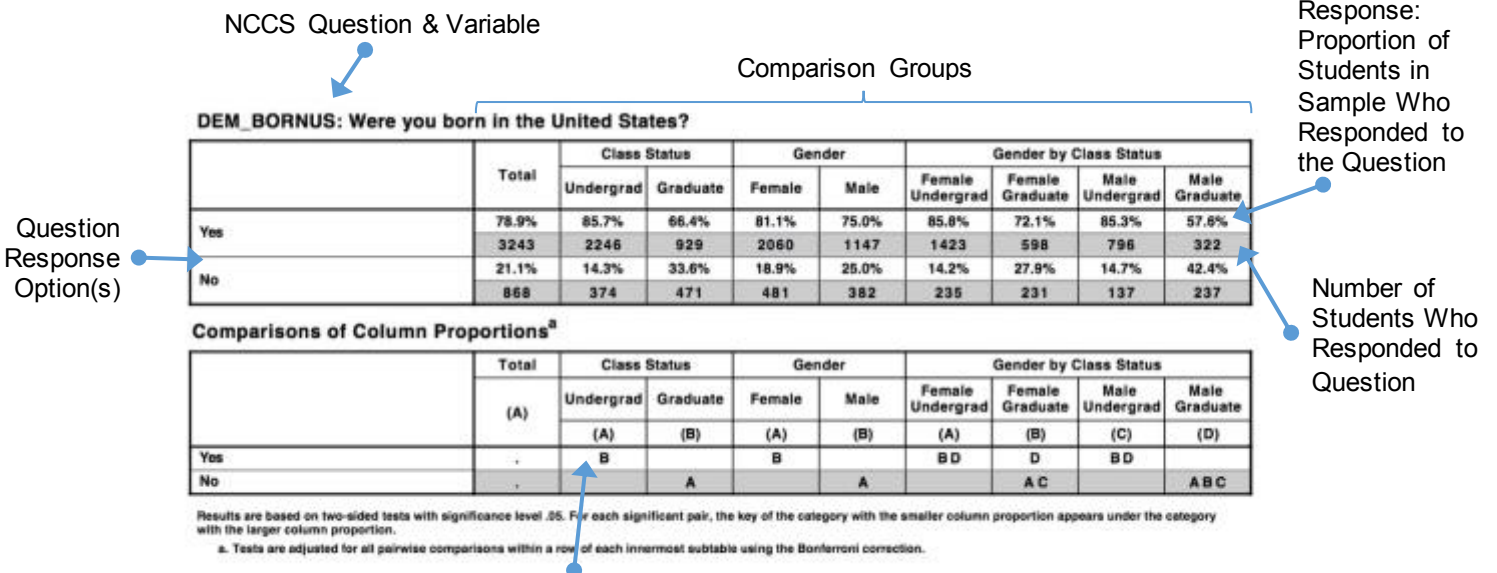 NCCS Question & Variable
Comparison Groups
Response:
Proportion of
Students in
Sample Who
Responded to
the Question
DEM_BORNUS: Were you born in the United States?
Total Class Status Gender Gender by Class Status
Undergrad Graduate Female Male Female Undergrad Female Graduate Male Undergrad Male Graduate
Question
Response
Option(s)
Yes 78.9% 85.7% 66.4% 81.1% 75.0% 85.8% 72.1% 85.3% 57.6%
3243 2246 929 2060 1147 1423 598 796 322
No 21.1% 14.3% 33.6% 18.9% 25.0% 14.2% 27.9% 14.7% 42.4%
868 374 471 481 382 235 231 137 237
Number of
Students Who
Responded to
Question
Comparisons of Column Proportionsa
Total Class Status Gender Gender by Class Status
(A) Undergrad Graduate Female Male Female Undergrad Female Graduate Male Undergrad Male Graduate
(A) (B) (A) (B) (A) (B) (C) (D)
Yes . B B B D D B D
No . A A A C A B C
Results are based on two-sided tests with significance level .05. For each significant pair, the key of the category with the smaller column proportion appears under the category
with the larger column proportion.
a. Tests are adjusted for all pairwise comparisons within a row of each innermost subtable using the Bonferroni correction.